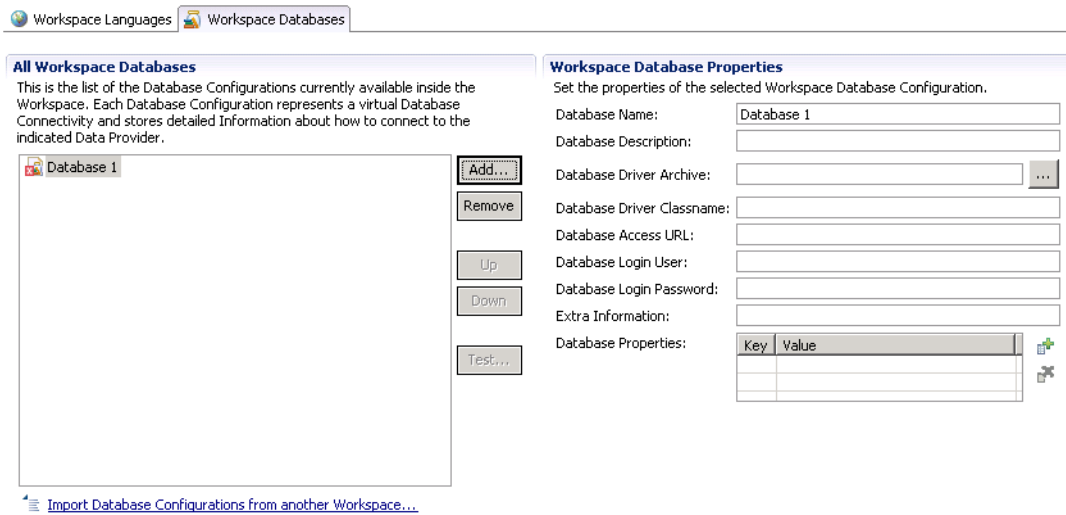 Workspace Languages
Workspace Databases
All Workspace Databases
This is the list of the Database Configurations currently available inside the
Workspace. Each Database Configuration represents a virtual Database
Connectivity and stores detailed Information about how to connect to the
indicated Data Provider.
Database 1
Add...
Remove
Up
Down
Test...
Import Database Configurations from another Workspace...
Workspace Database Properties
Set the properties of the selected Workspace Database Configuration.
Database Name: Database 1
Database Description:
Database Driver Archive: ...
Database Driver Classname:
Database Access URL:
Database Login User:
Database Login Password:
Extra Information:
Database Properties: Key Value